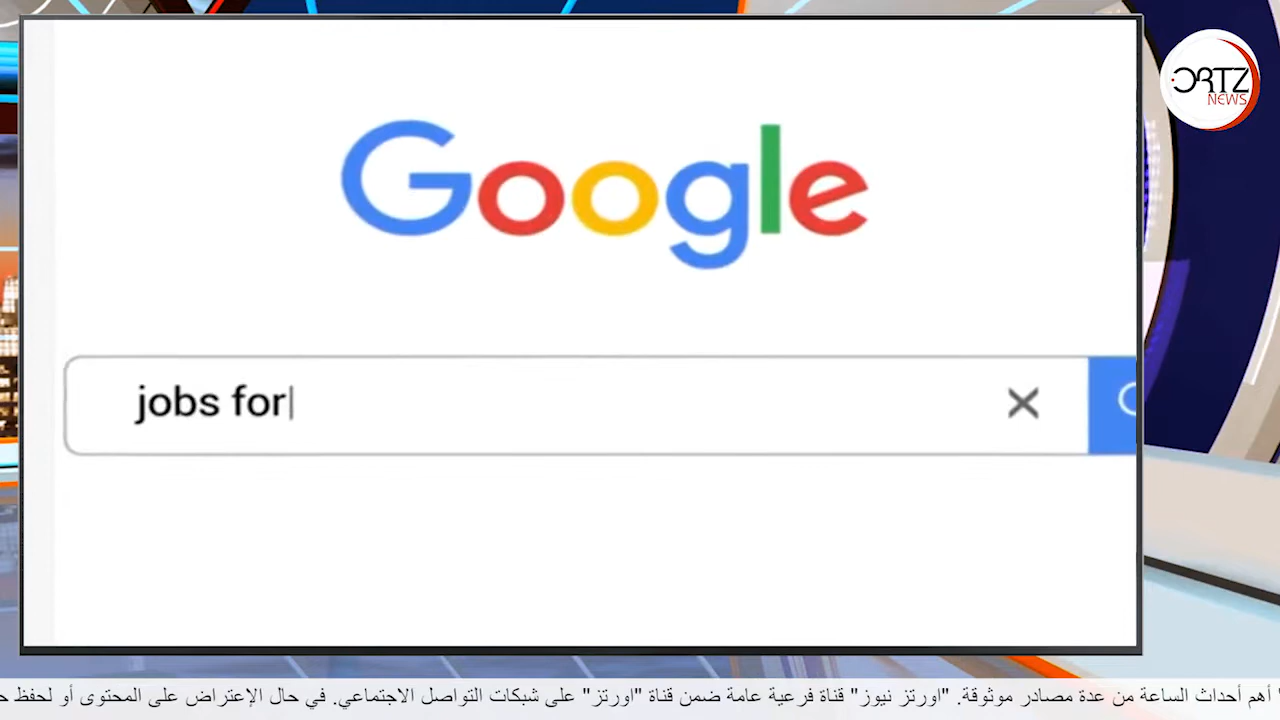 Google
ORTZ
NEWS
jobs for
" أهم أحداث الساعة من عدة مصادر موثوقة. "اورتز نيوز" قناة فرعية عامة ضمن قناة "اورتز" على شبكات التواصل الاجتماعي. في حال الإعتراض على المحتوى أو لحفظ